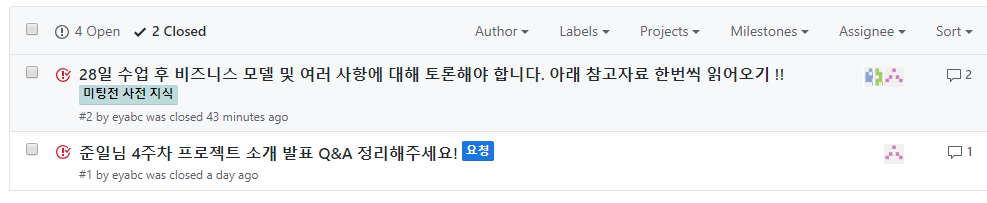 4 Open 2 Closed Author Labels Projects Milestones Assignee Sort
28일 수업 후 비즈니스 모델 및 여러 사항에 대해 토론해야 합니다. 아래 참고자료 한번씩 읽어오기 !! 2
미팅전 사전 지식
#2 by eyabc was closed 43 minutes ago
준일님 4주차 프로젝트 소개 발표 Q&A 정리해주세요! 요청 1
#1 by eyabc was closed a day ago